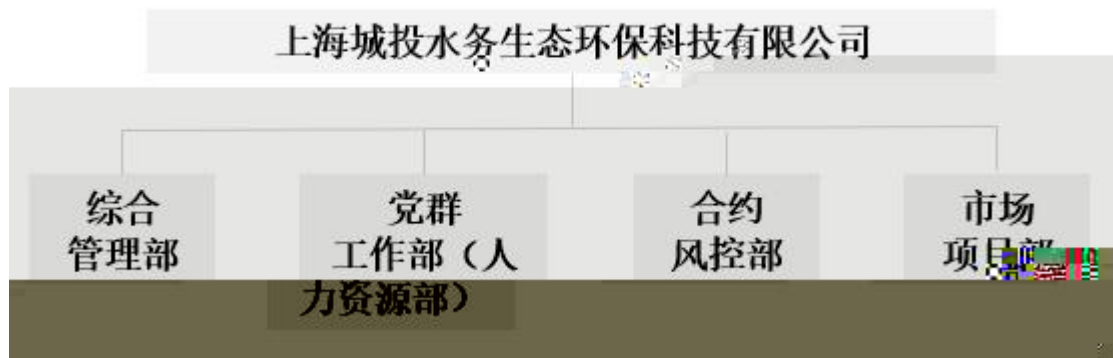 上海城投水务生态环保科技有限公司
综合
管理部
党群
工作部（人
力资源部）
合约
风控部
市场
项目部